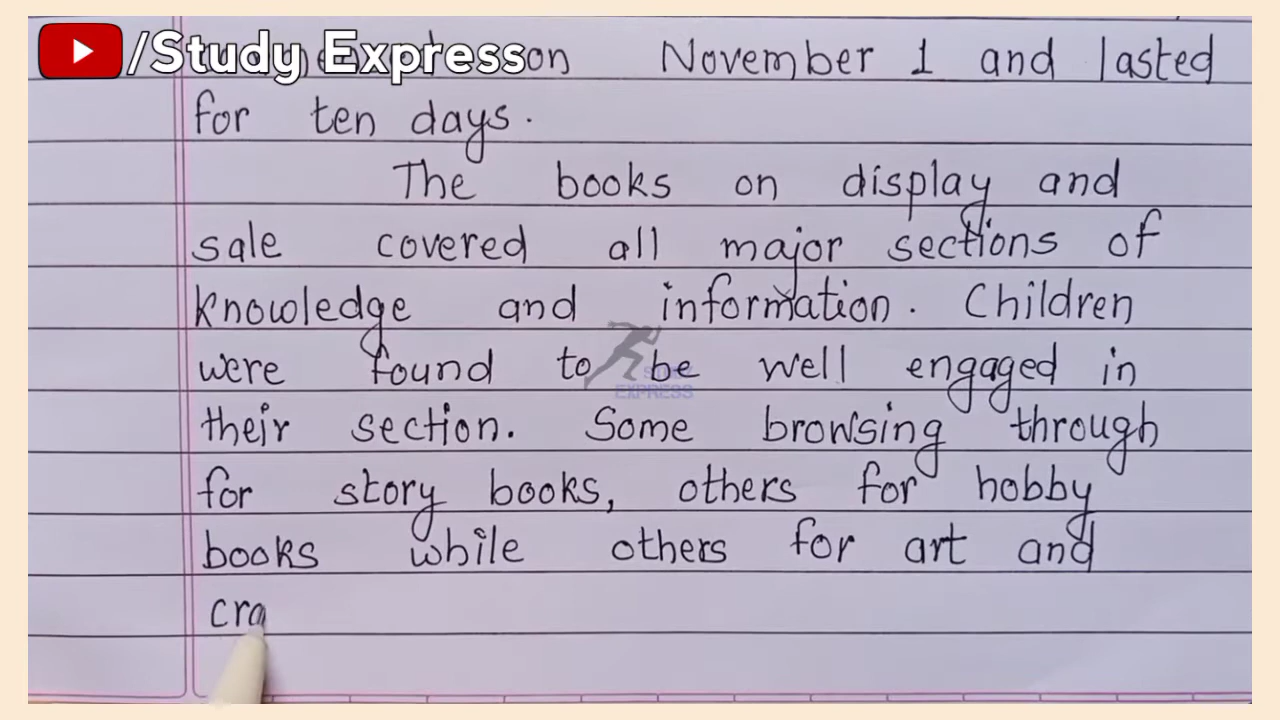 /Study Express
on November 1 and lasted
for ten days.
The books on display and
sale covered all major sections of
knowledge and information. Children
were found to be well engaged in
their section. Some browsing through
for story books, others for hobby
books while others for art and
cra
EXPRESS